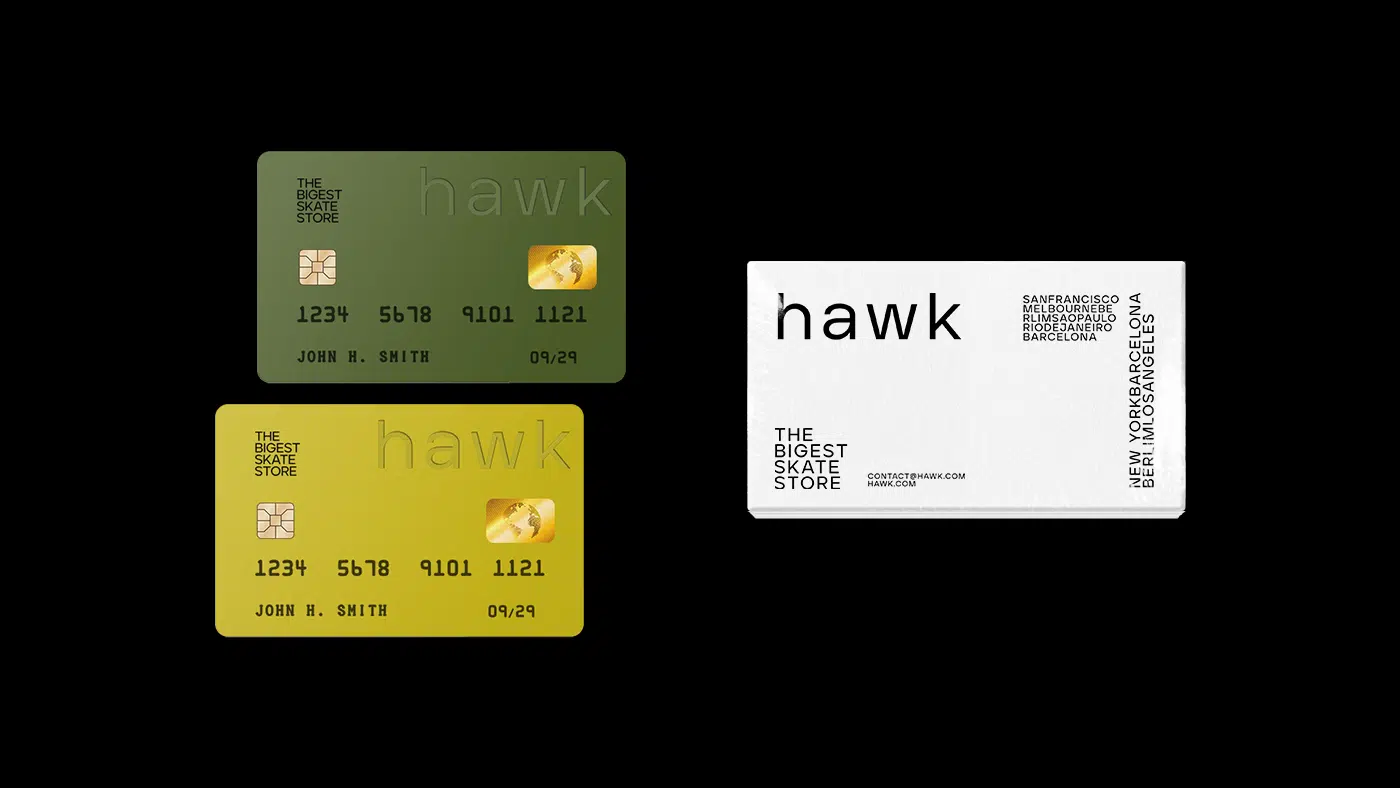 THE
BIGEST
SKATE
STORE
hawk
1234 5678 9101 1121
JOHN H. SMITH 09/29
THE
BIGEST
SKATE
STORE
hawk
1234 5678 9101 1121
JOHN H. SMITH 09/29
hawk
SANFRANCISCO
MELBOURNEBE
RLIMSAOPAULO
RIODEJANEIRO
BARCELONA
NEW YORKBARCELONA
BERLIMLOSANGELES
THE
BIGEST
SKATE
STORE
CONTACT@HAWK.COM
HAWK.COM